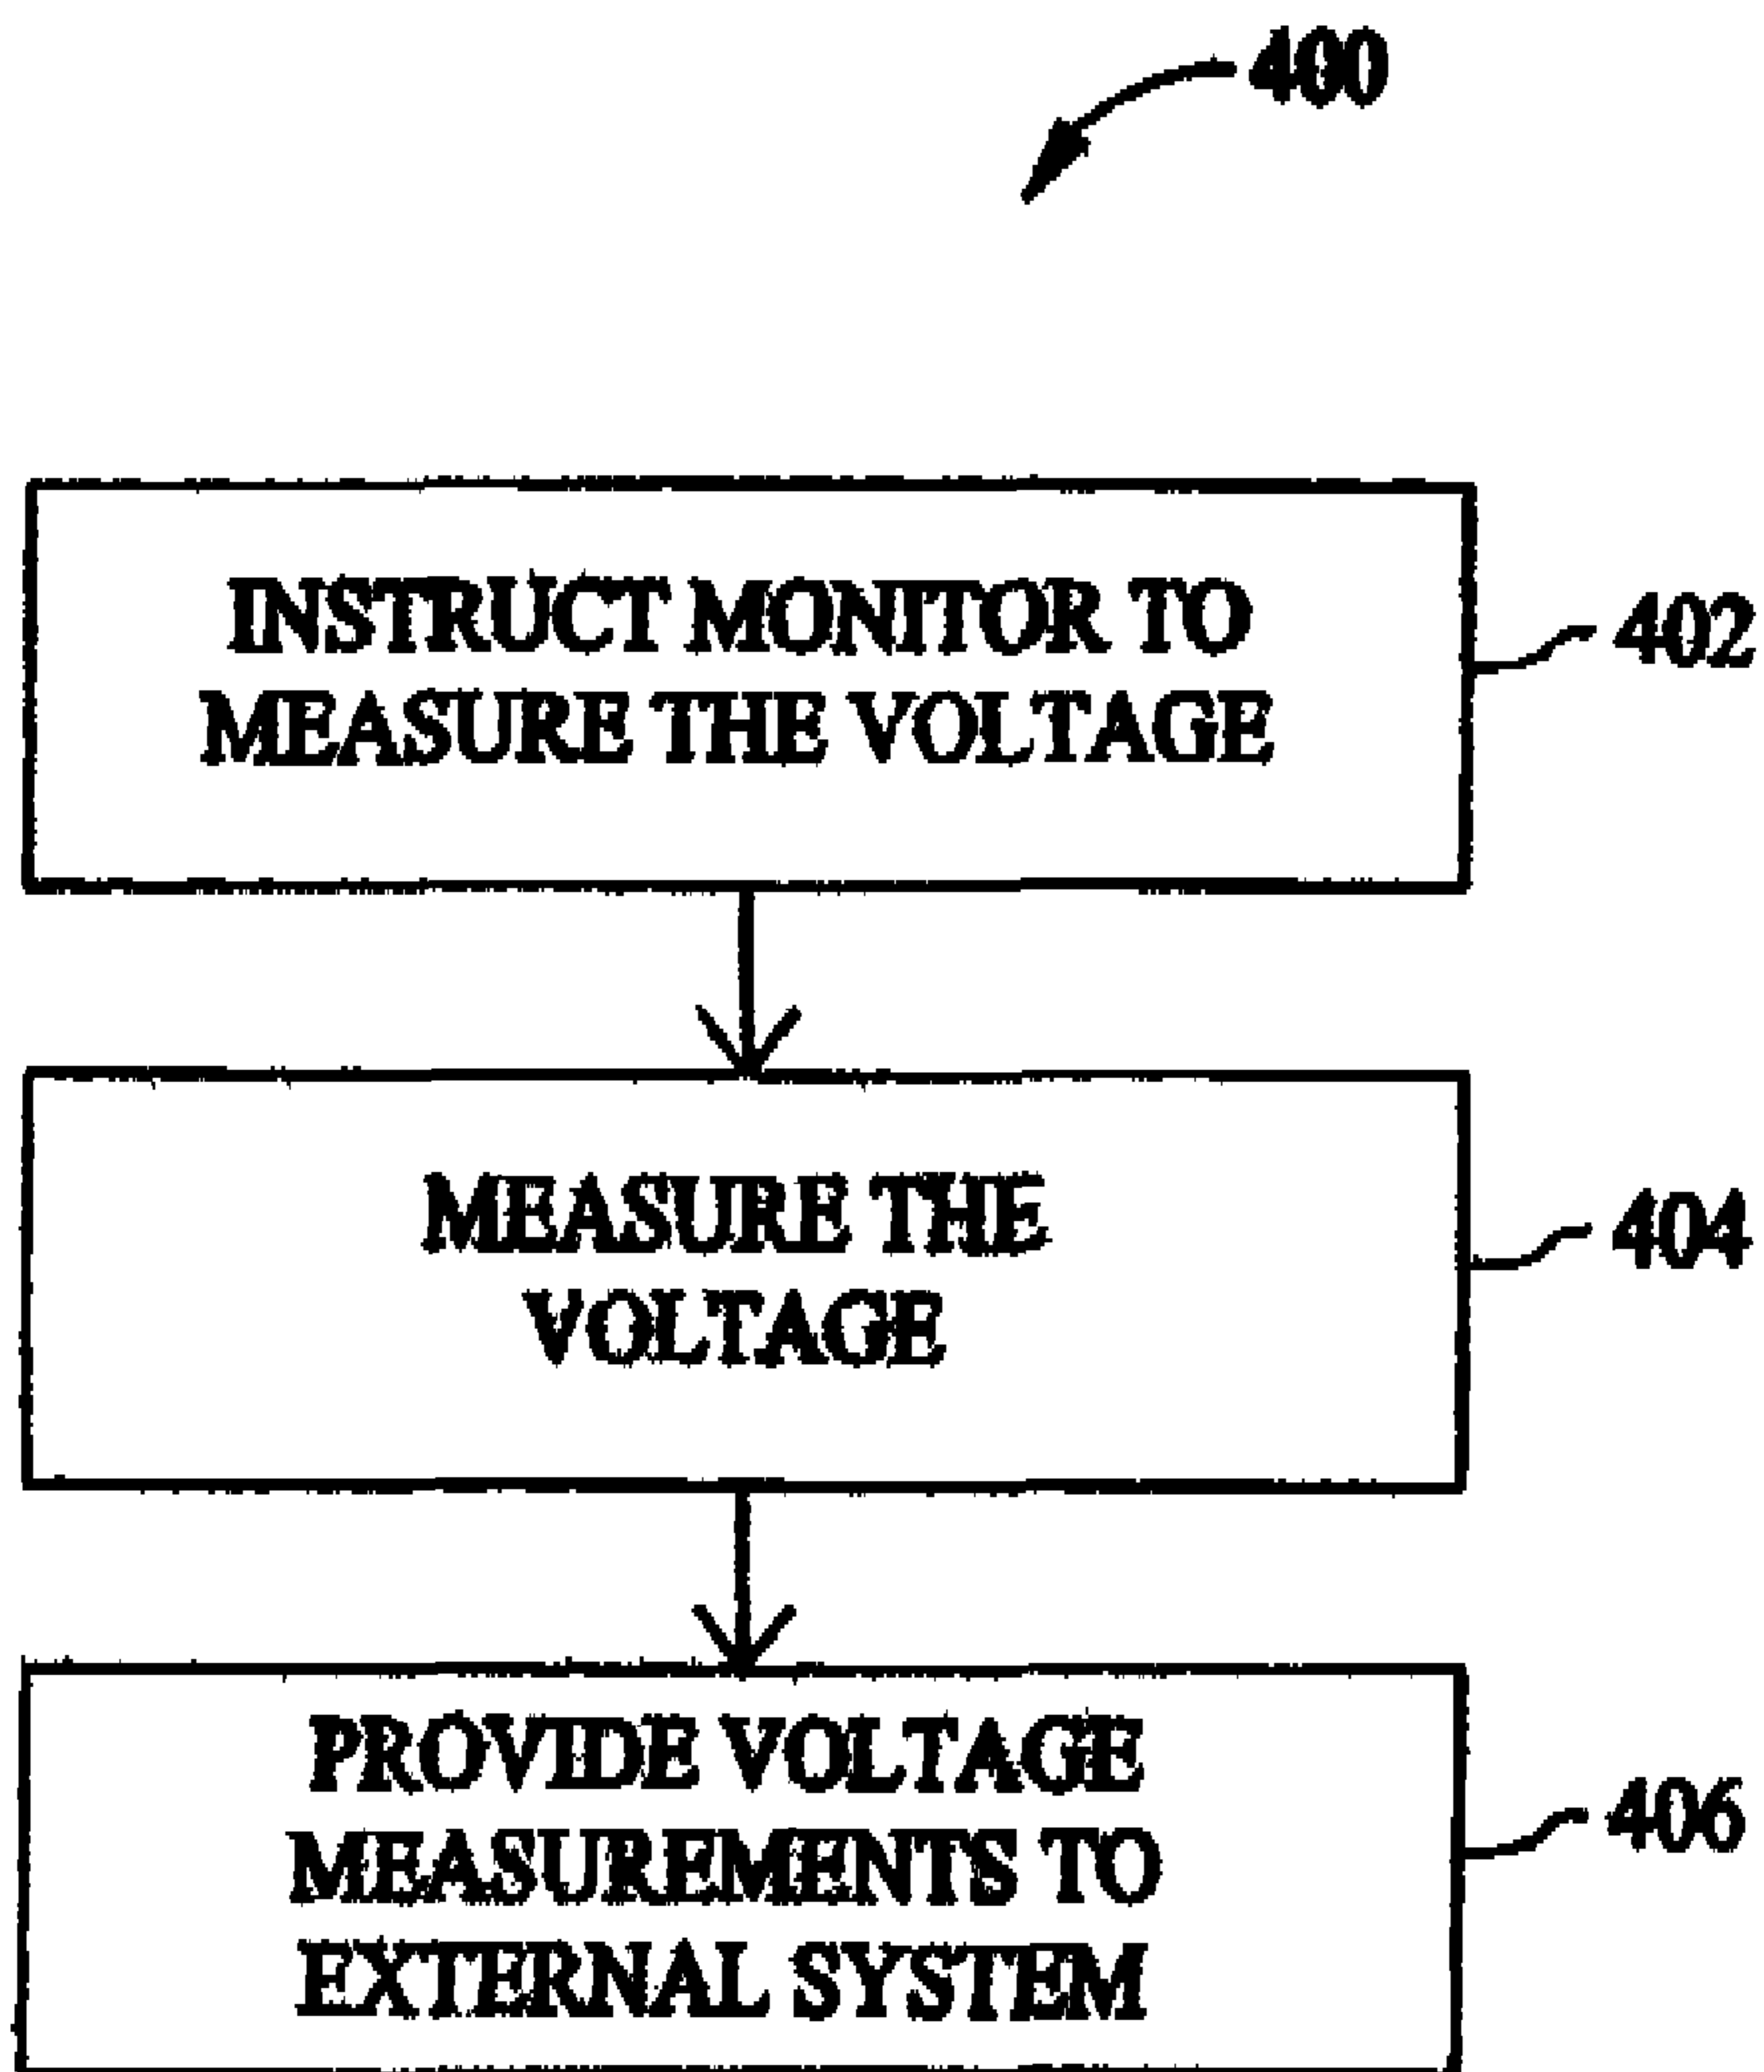 400
INSTRUCT MONITOR TO
MEASURE THE VOLTAGE
402
MEASURE THE
VOLTAGE
404
PROVIDE VOLTAGE
MEASUREMENTS TO
EXTERNAL SYSTEM
406